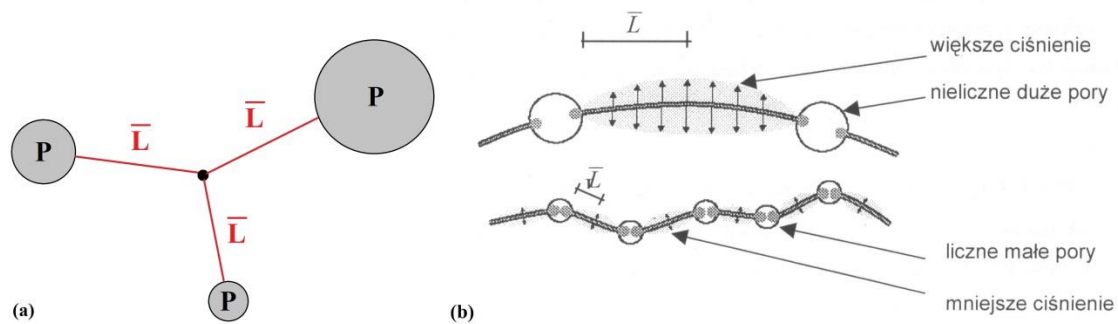 P
L̅
P
L̅
L̅
P
(a)
L̅
większe ciśnienie
nieliczne duże pory
L̅
liczne małe pory
mniejsze ciśnienie
(b)